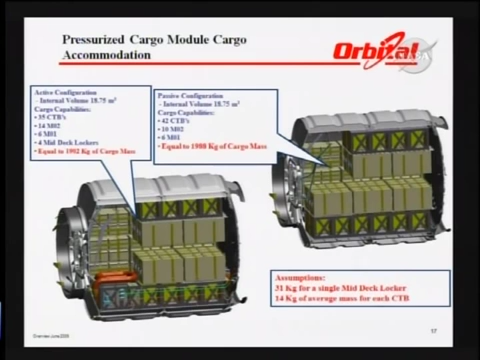 Pressurized Cargo Module Cargo
Accommodation
Orbital
Active Configuration
- Internal Volume 18.75 m³
Cargo Capabilities:
• 35 CTB's
• 14 M02
• 6 M01
• 4 Mid Deck Lockers
• Equal to 1992 Kg of Cargo Mass
Passive Configuration
- Internal Volume 18.75 m³
Cargo Capabilities:
• 42 CTB's
• 10 M02
• 6 M01
• Equal to 1988 Kg of Cargo Mass
Assumptions:
31 Kg for a single Mid Deck Locker
14 Kg of average mass for each CTB
17